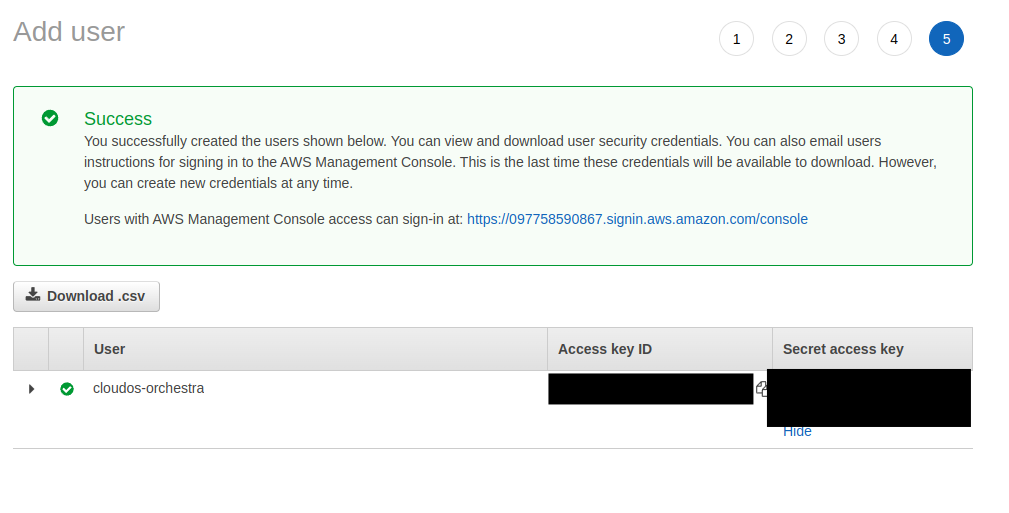 Add user
1 2 3 4 5
Success
You successfully created the users shown below. You can view and download user security credentials. You can also email users
instructions for signing in to the AWS Management Console. This is the last time these credentials will be available to download. However,
you can create new credentials at any time.
Users with AWS Management Console access can sign-in at: https://097758590867.signin.aws.amazon.com/console
Download .csv
User Access key ID Secret access key
cloudos-orchestra
Hide